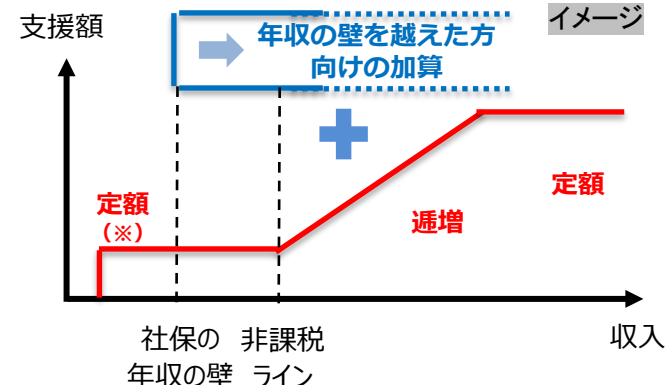 支援額
年収の壁を越えた方
向けの加算
イメージ
定額
（※）
逓増
定額
社保の
年収の壁
非課税
ライン
収入